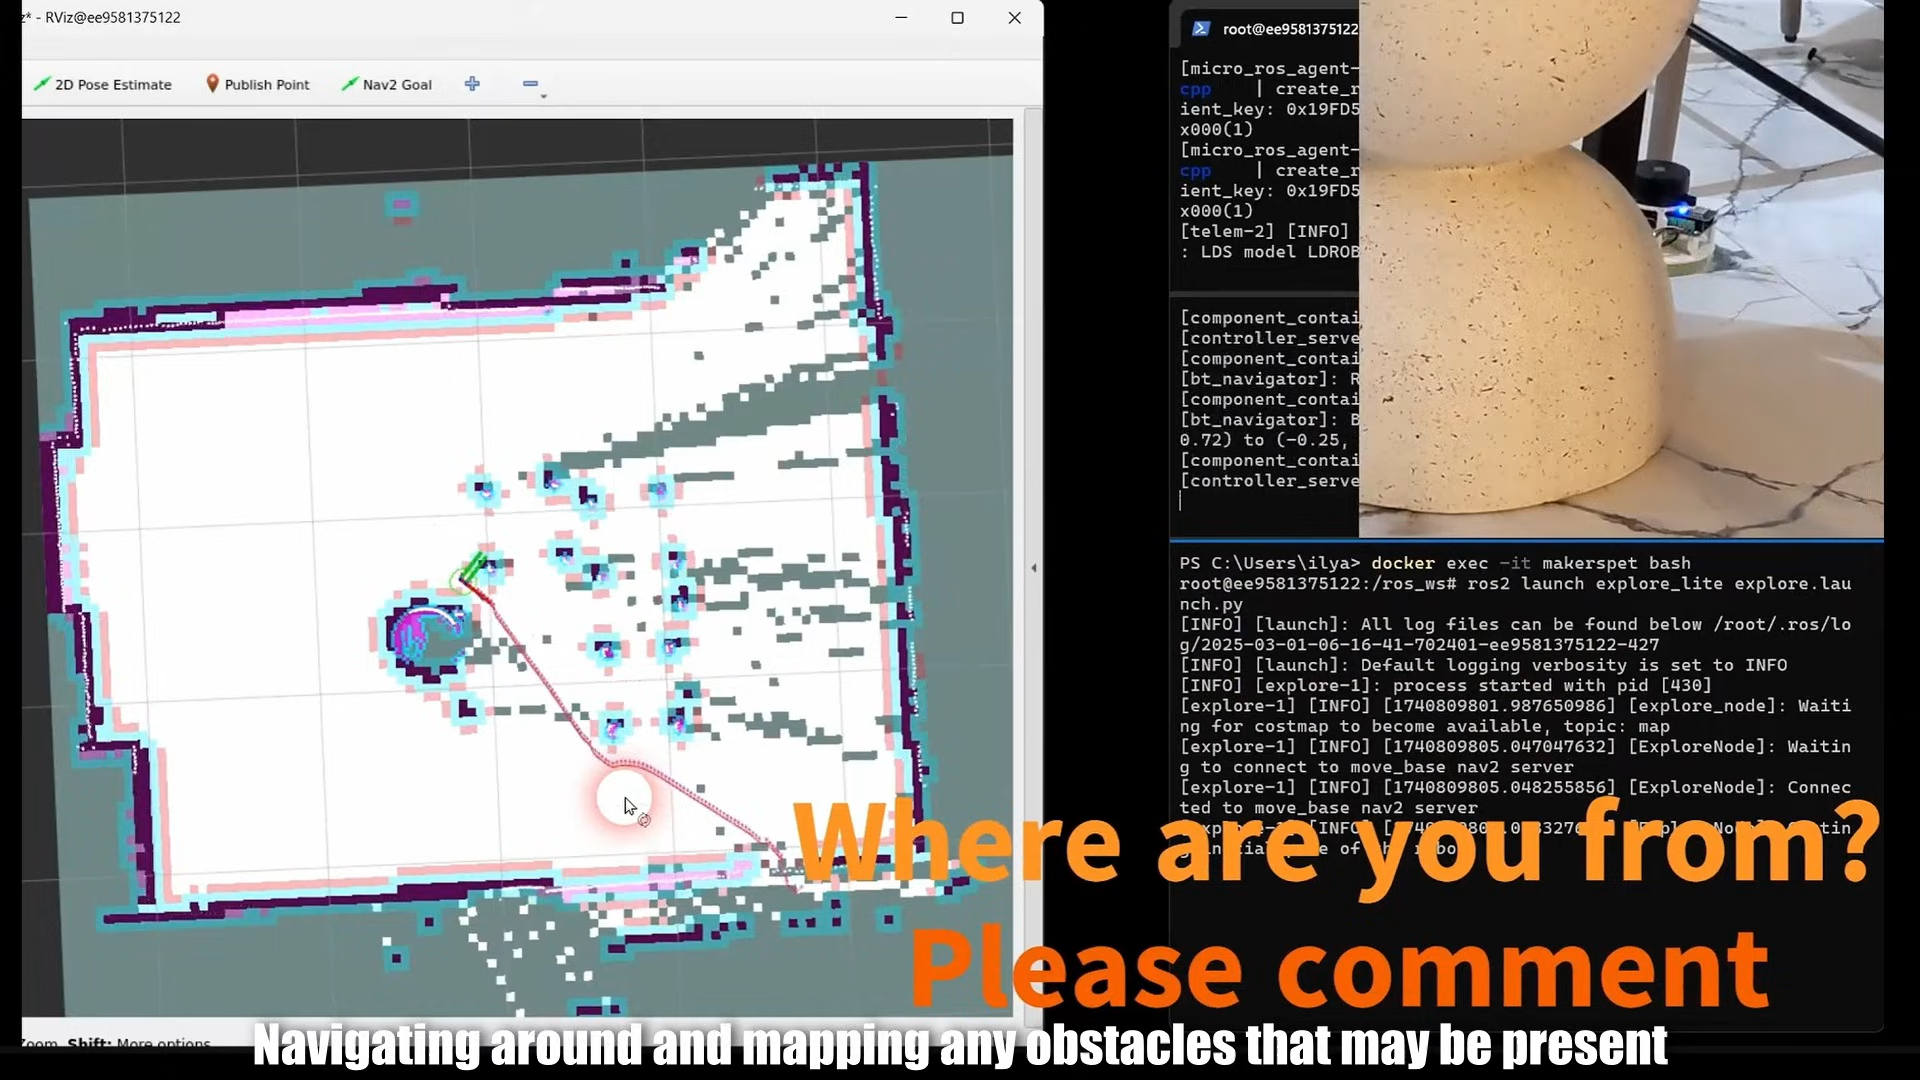 z* - RViz@ee9581375122
2D Pose Estimate
Publish Point
Nav2 Goal
Zoom. Shift: More options.
root@ee9581375122
[micro_ros_agent-
cpp | create_r
ient_key: 0x19FD5
x000(1)
[micro_ros_agent-
cpp | create_r
ient_key: 0x19FD5
x000(1)
[telem-2] [INFO]
: LDS model LDROB
[component_contai
[controller_serve
[component_contai
[bt_navigator]: R
[component_contai
[bt_navigator]: B
0.72) to (-0.25,
[component_contai
[controller_serve
PS C:\Users\ilya> docker exec -it makerspet bash
root@ee9581375122:/ros_ws# ros2 launch explore_lite explore.lau
nch.py
[INFO] [launch]: All log files can be found below /root/.ros/lo
g/2025-03-01-06-16-41-702401-ee9581375122-427
[INFO] [launch]: Default logging verbosity is set to INFO
[INFO] [explore-1]: process started with pid [430]
[explore-1] [INFO] [1740809801.987650986] [explore_node]: Waiti
ng for costmap to become available, topic: map
[explore-1] [INFO] [1740809805.047047632] [ExploreNode]: Waitin
g to connect to move_base nav2 server
[explore-1] [INFO] [1740809805.048255856] [ExploreNode]: Connec
ted to move_base nav2 server
Where are you from?
Please comment
Navigating around and mapping any obstacles that may be present